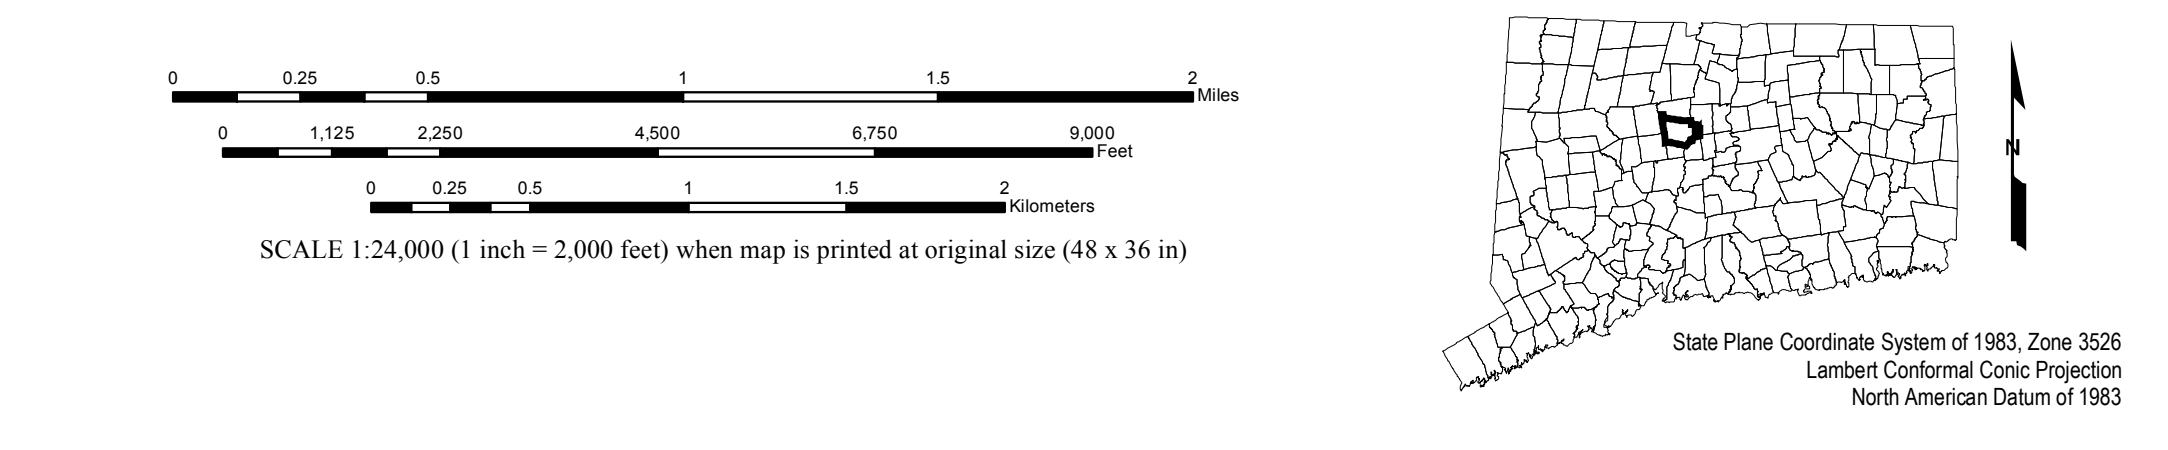 0 0.25 0.5 1 1.5 2
Miles
0 1,125 2,250 4,500 6,750 9,000
Feet
0 0.25 0.5 1 1.5 2
Kilometers
SCALE 1:24,000 (1 inch = 2,000 feet) when map is printed at original size (48 x 36 in)
N
State Plane Coordinate System of 1983, Zone 3526
Lambert Conformal Conic Projection
North American Datum of 1983